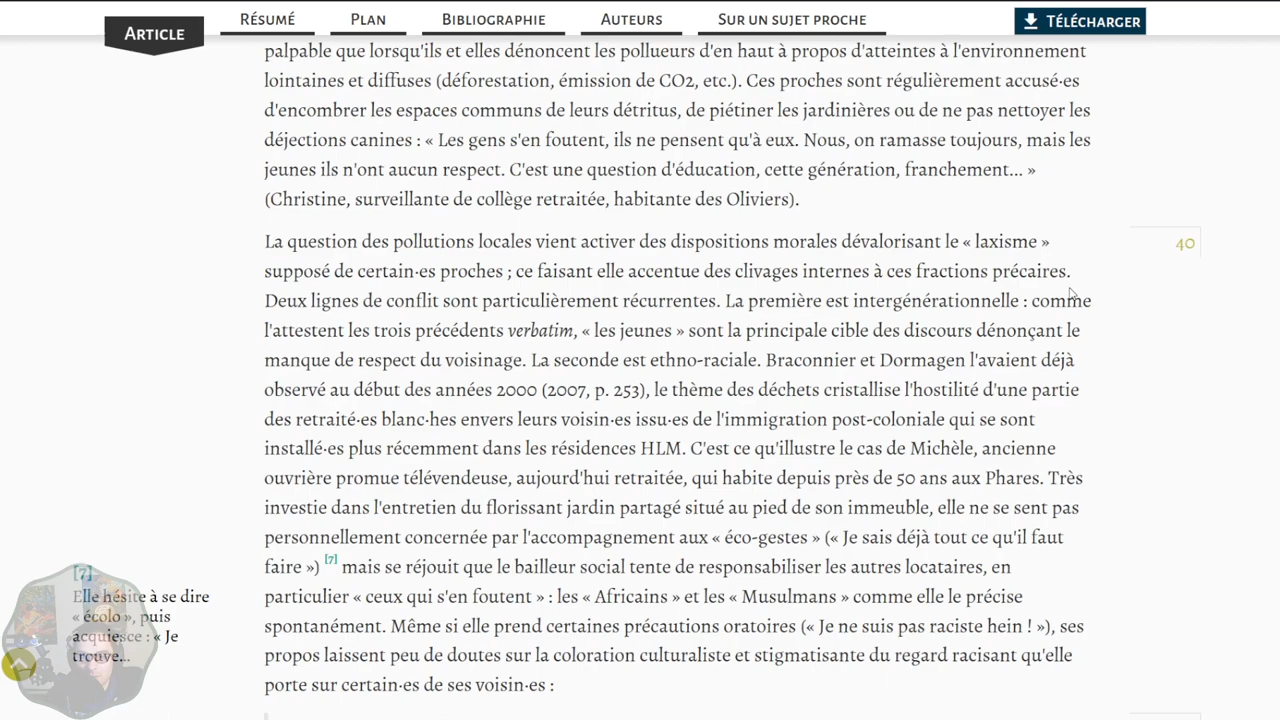 ARTICLE
RÉSUMÉ
PLAN
BIBLIOGRAPHIE
AUTEURS
SUR UN SUJET PROCHE
TÉLÉCHARGER
palpable que lorsqu'ils et elles dénoncent les pollueurs d'en haut à propos d'atteintes à l'environnement
lointaines et diffuses (déforestation, émission de CO2, etc.). Ces proches sont régulièrement accusé·es
d'encombrer les espaces communs de leurs détritus, de piétiner les jardinières ou de ne pas nettoyer les
déjections canines : « Les gens s'en foutent, ils ne pensent qu'à eux. Nous, on ramasse toujours, mais les
jeunes ils n'ont aucun respect. C'est une question d'éducation, cette génération, franchement... »
(Christine, surveillante de collège retraitée, habitante des Oliviers).
La question des pollutions locales vient activer des dispositions morales dévalorisant le « laxisme »
40
supposé de certain·es proches ; ce faisant elle accentue des clivages internes à ces fractions précaires.
Deux lignes de conflit sont particulièrement récurrentes. La première est intergénérationnelle : comme
l'attestent les trois précédents verbatim, « les jeunes » sont la principale cible des discours dénonçant le
manque de respect du voisinage. La seconde est ethno-raciale. Braconnier et Dormagen l'avaient déjà
observé au début des années 2000 (2007, p. 253), le thème des déchets cristallise l'hostilité d'une partie
des retraité·es blanc·hes envers leurs voisin·es issu·es de l'immigration post-coloniale qui se sont
installé·es plus récemment dans les résidences HLM. C'est ce qu'illustre le cas de Michèle, ancienne
ouvrière promue télévendeuse, aujourd'hui retraitée, qui habite depuis près de 50 ans aux Phares. Très
investie dans l'entretien du florissant jardin partagé situé au pied de son immeuble, elle ne se sent pas
personnellement concernée par l'accompagnement aux « éco-gestes » (« Je sais déjà tout ce qu'il faut
faire ») [7] mais se réjouit que le bailleur social tente de responsabiliser les autres locataires, en
particulier « ceux qui s'en foutent » : les « Africains » et les « Musulmans » comme elle le précise
spontanément. Même si elle prend certaines précautions oratoires (« Je ne suis pas raciste hein ! »), ses
propos laissent peu de doutes sur la coloration culturaliste et stigmatisante du regard racisant qu'elle
porte sur certain·es de ses voisin·es :
[7]
Elle hésite à se dire
« écolo », puis
acquiesce : « Je
trouve...